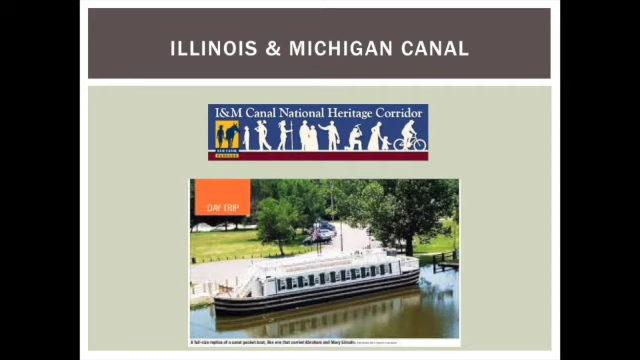 ILLINOIS & MICHIGAN CANAL
I&M Canal National Heritage Corridor
DAY TRIP
A full-size replica of a canal packet boat, like one that carried Abraham and Mary Lincoln.